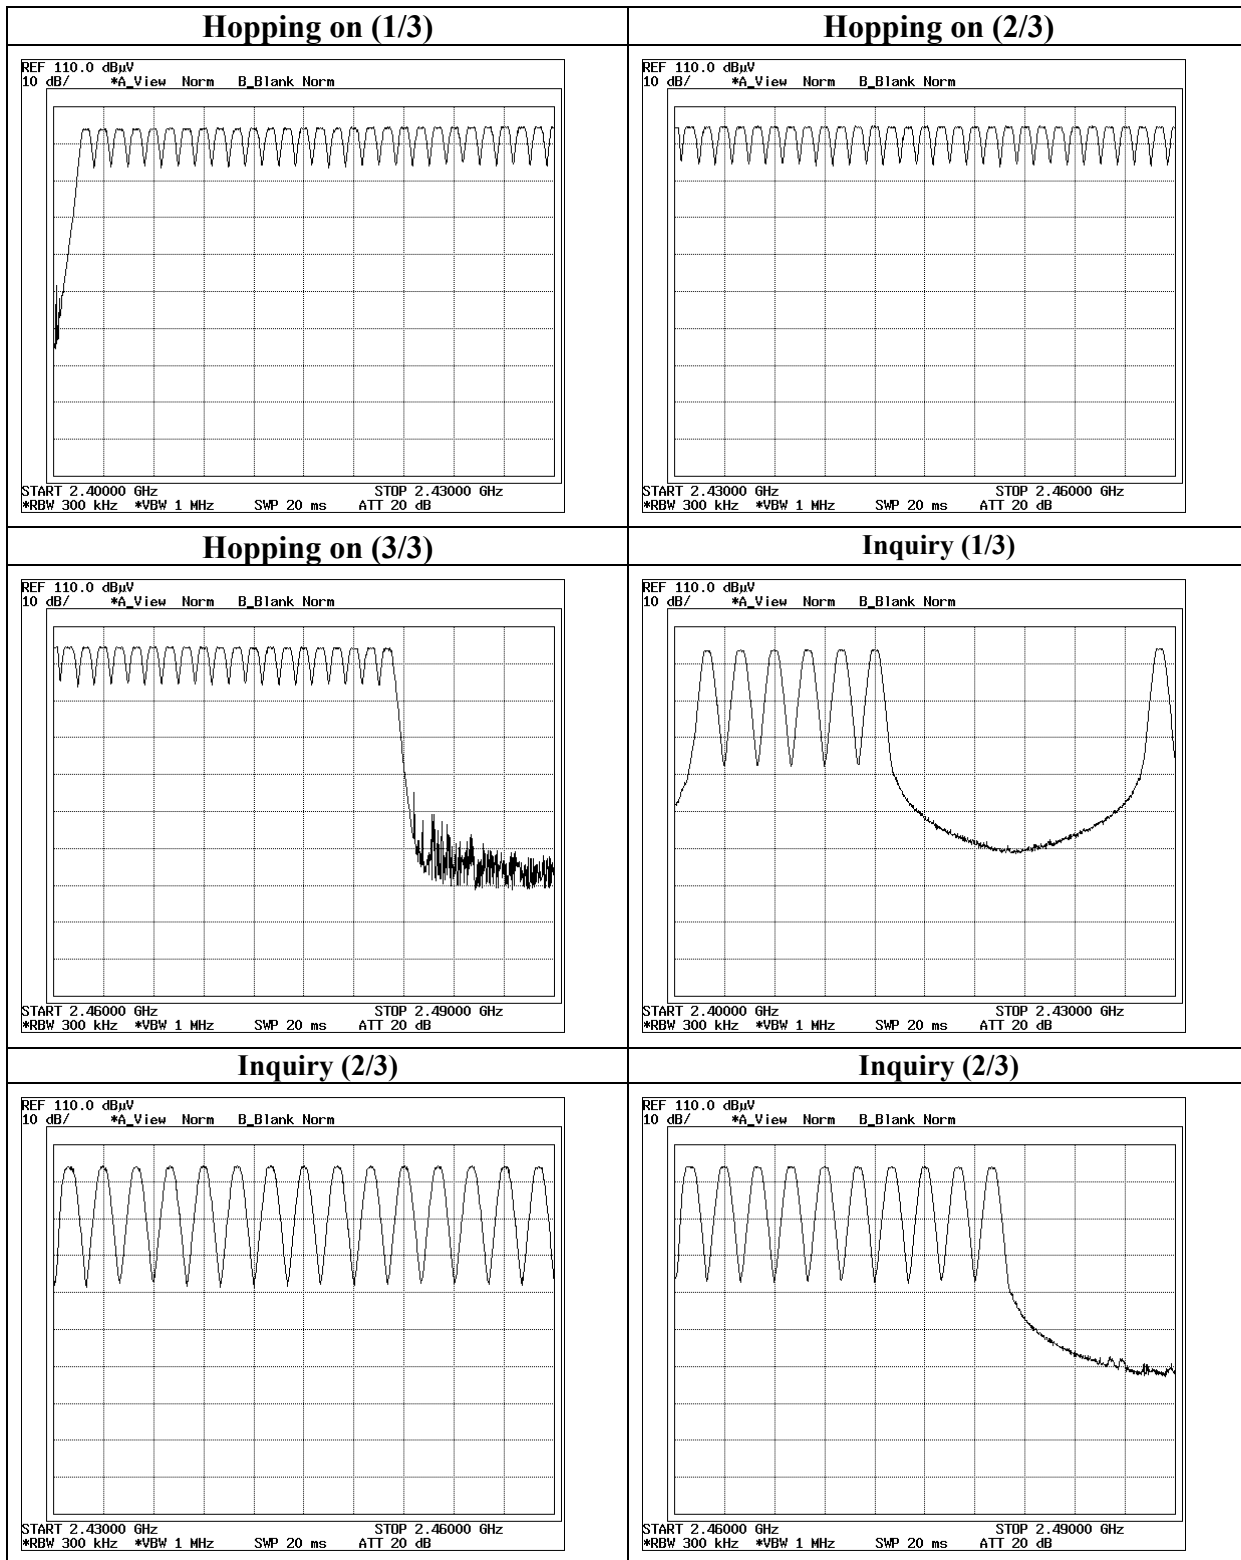 Hopping on (1/3)
REF 110.0 dBµV
10 dB/ *A_View Norm B_Blank Norm
START 2.40000 GHz STOP 2.43000 GHz
*RBW 300 kHz *VBW 1 MHz SWP 20 ms ATT 20 dB
Hopping on (2/3)
REF 110.0 dBµV
10 dB/ *A_View Norm B_Blank Norm
START 2.43000 GHz STOP 2.46000 GHz
*RBW 300 kHz *VBW 1 MHz SWP 20 ms ATT 20 dB
Hopping on (3/3)
REF 110.0 dBµV
10 dB/ *A_View Norm B_Blank Norm
START 2.46000 GHz STOP 2.49000 GHz
*RBW 300 kHz *VBW 1 MHz SWP 20 ms ATT 20 dB
Inquiry (1/3)
REF 110.0 dBµV
10 dB/ *A_View Norm B_Blank Norm
START 2.40000 GHz STOP 2.43000 GHz
*RBW 300 kHz *VBW 1 MHz SWP 20 ms ATT 20 dB
Inquiry (2/3)
REF 110.0 dBµV
10 dB/ *A_View Norm B_Blank Norm
START 2.43000 GHz STOP 2.46000 GHz
*RBW 300 kHz *VBW 1 MHz SWP 20 ms ATT 20 dB
Inquiry (2/3)
REF 110.0 dBµV
10 dB/ *A_View Norm B_Blank Norm
START 2.46000 GHz STOP 2.49000 GHz
*RBW 300 kHz *VBW 1 MHz SWP 20 ms ATT 20 dB